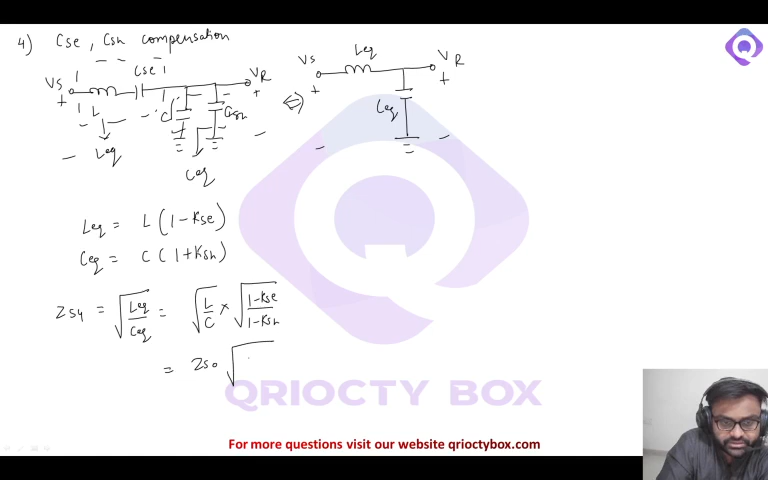 4) Cse, Csh compensation
Vs + L Cse VR + C Csh
Leq
Ceq
⇔
Vs + Leq VR + Ceq
Leq = L (1 - Kse)
Ceq = C (1 + Ksh)
Zs4 = √(Leq/Ceq) = √(L/C) × √((1-Kse)/(1-Ksh))
= Zso √
QRIOCTY BOX
For more questions visit our website qrioctybox.com